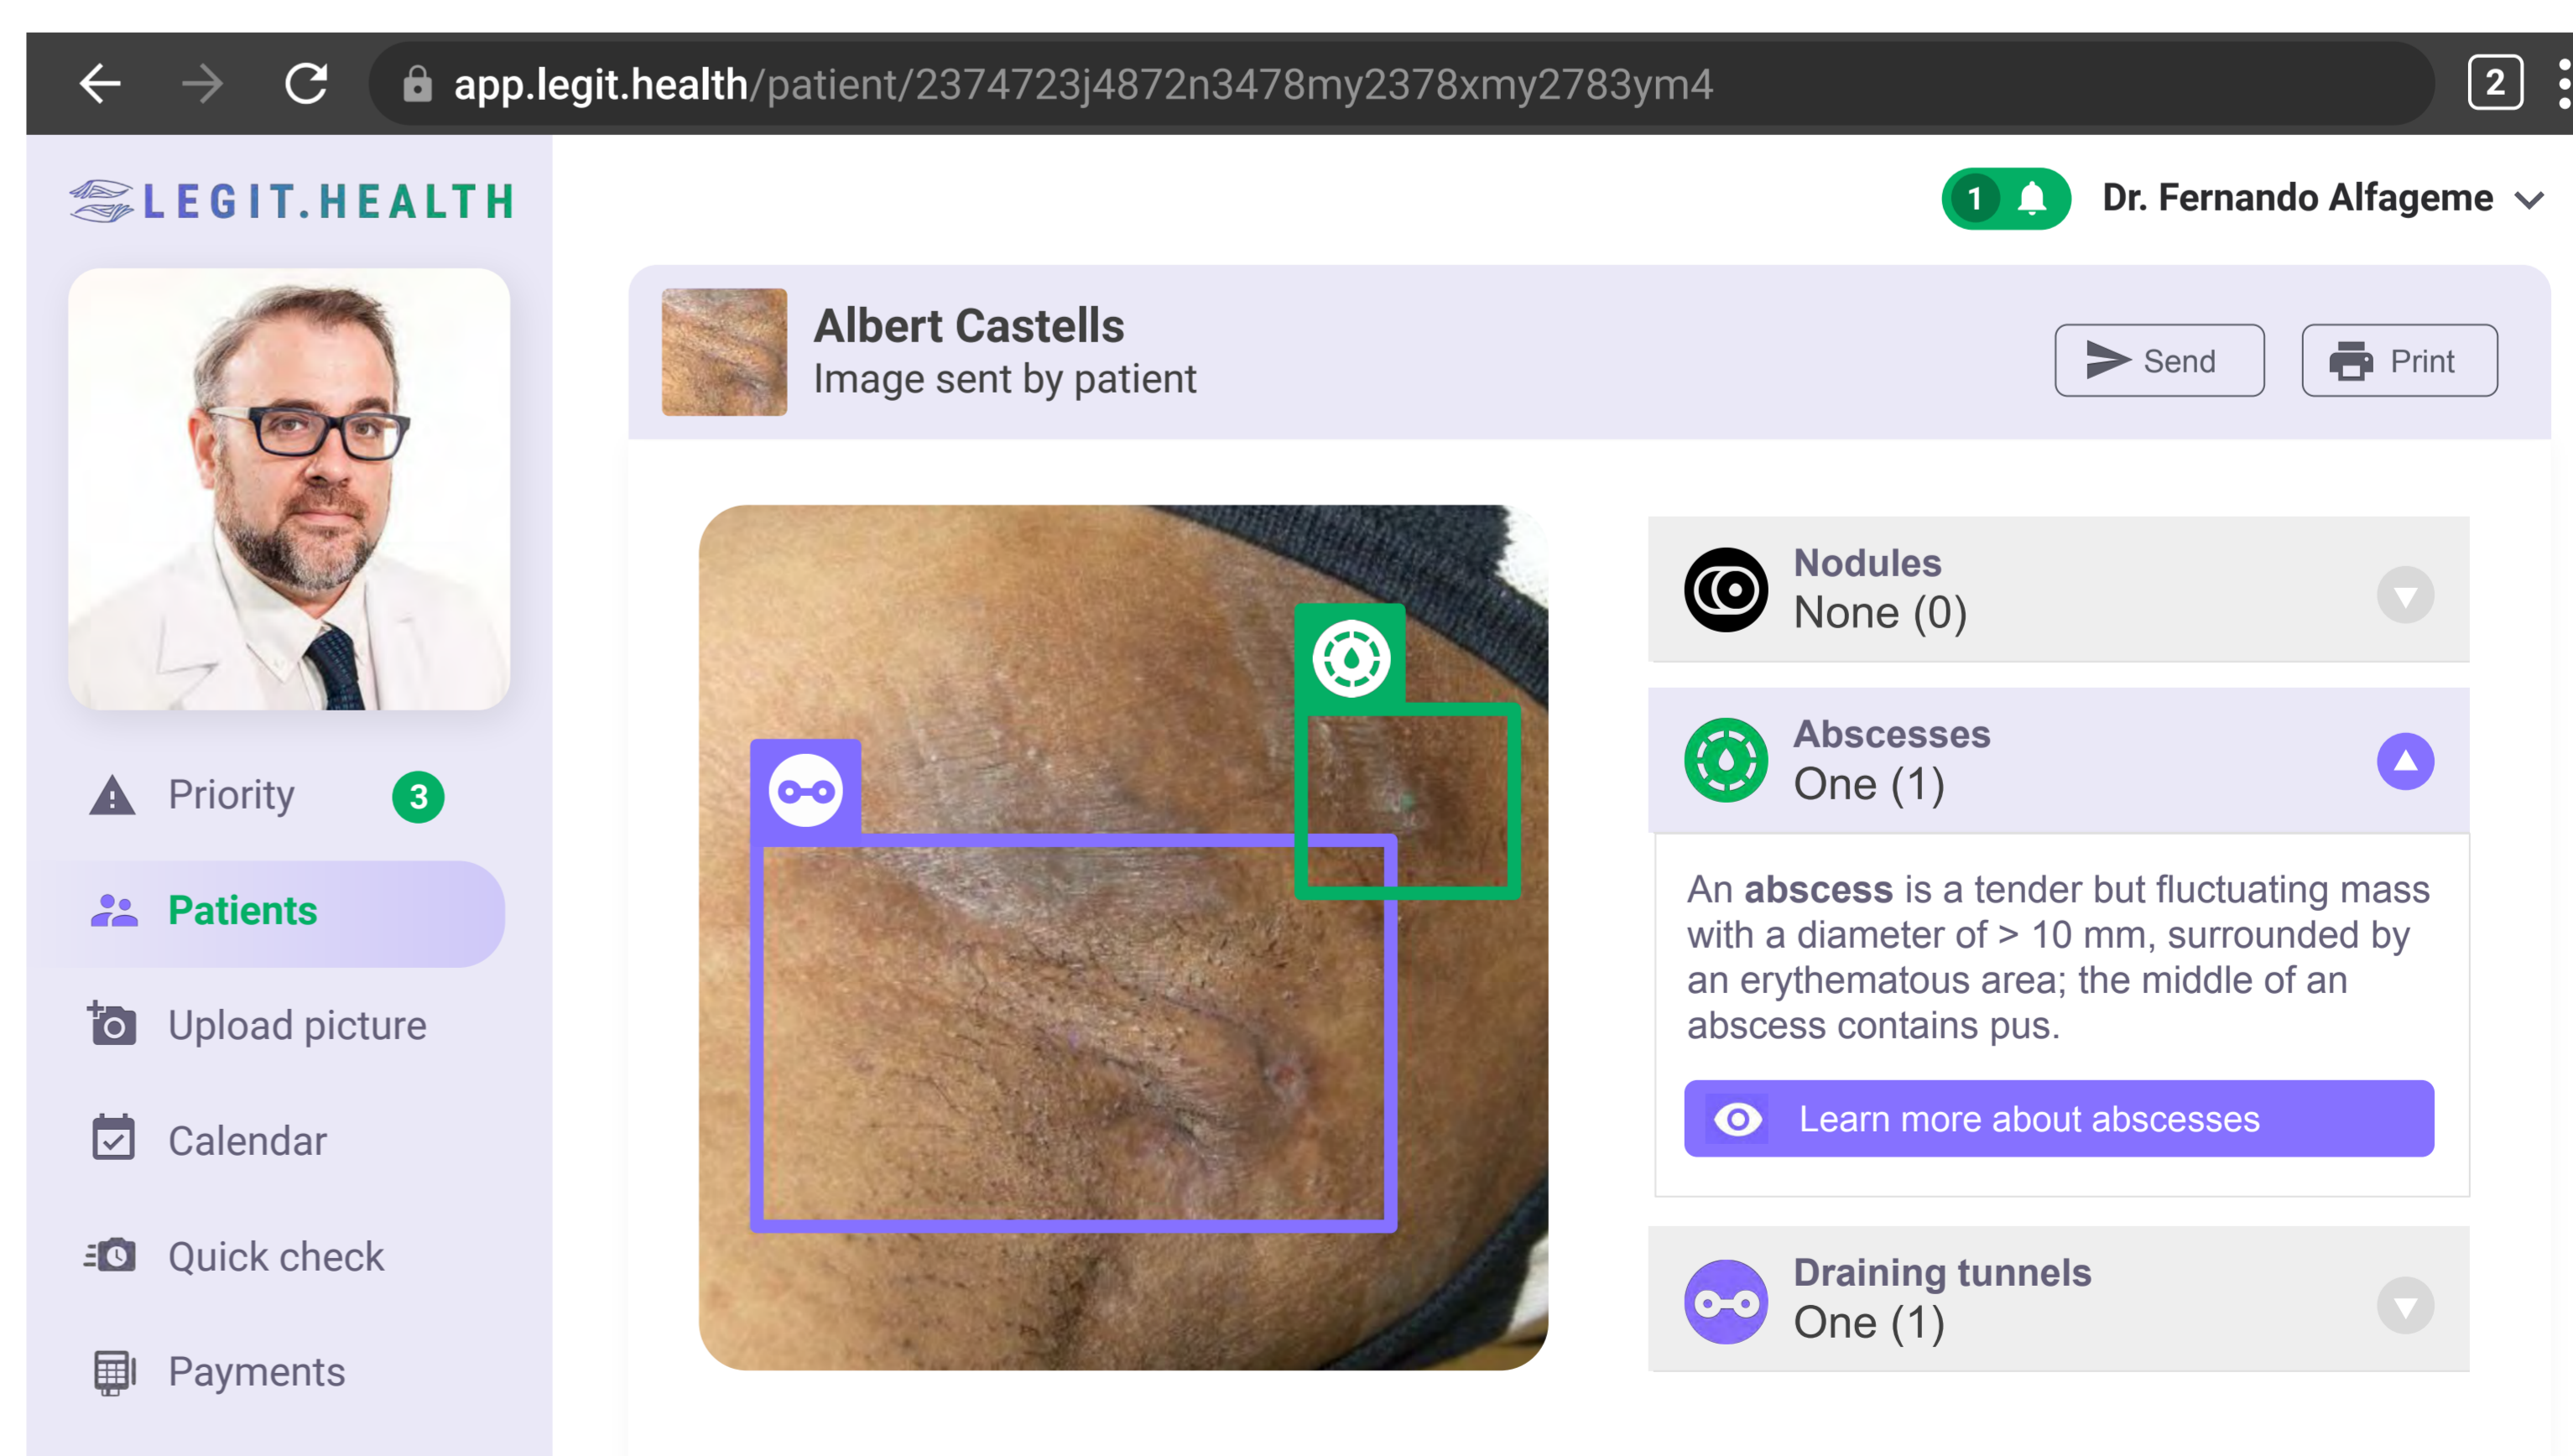 app.legit.health/patient/2374723j4872n3478my2378xmy2783ym4
2
LEGIT.HEALTH
1
Dr. Fernando Alfageme
Albert Castells
Image sent by patient
Send
Print
Priority
3
Patients
Upload picture
Calendar
Quick check
Payments
Nodules
None (0)
Abscesses
One (1)
An abscess is a tender but fluctuating mass
with a diameter of > 10 mm, surrounded by
an erythematous area; the middle of an
abscess contains pus.
Learn more about abscesses
Draining tunnels
One (1)